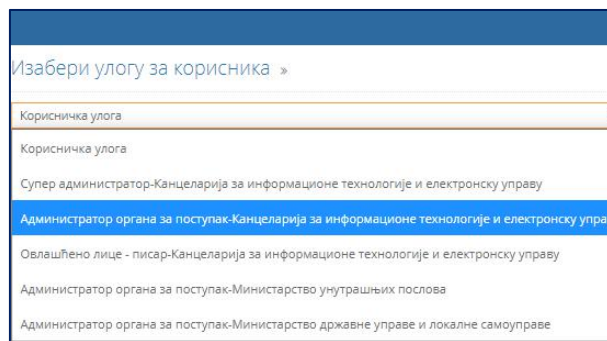 Изабери улогу за корисника »
Корисничка улога
Корисничка улога
Супер администратор-Канцеларија за информационе технологије и електронску управу
Администратор органа за поступак-Канцеларија за информационе технологије и електронску упра
Овлашћено лице - писар-Канцеларија за информационе технологије и електронску управу
Администратор органа за поступак-Министарство унутрашњих послова
Администратор органа за поступак-Министарство државне управе и локалне самоуправе